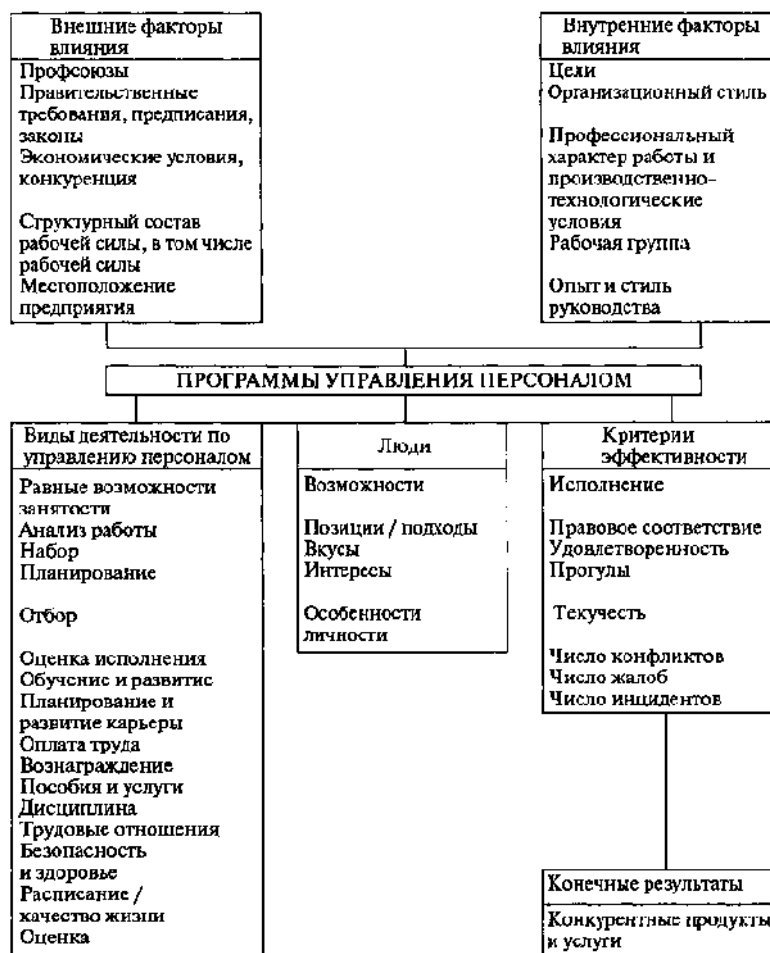 Внешние факторы
влияния
Профсоюзы
Правительственные
требования, предписания,
законы
Экономические условия,
конкуренция
Структурный состав
рабочей силы, в том числе
рабочей силы
Местоположение
предприятия
Внутренние факторы
влияния
Цели
Организационный стиль
Профессиональный
характер работы и
производственно-
технологические
условия
Рабочая группа
Опыт и стиль
руководства
ПРОГРАММЫ УПРАВЛЕНИЯ ПЕРСОНАЛОМ
Виды деятельности по
управлению персоналом
Равные возможности
занятости
Анализ работы
Набор
Планирование
Отбор
Оценка исполнения
Обучение и развитие
Планирование и
развитие карьеры
Оплата труда
Вознаграждение
Пособия и услуги
Дисциплина
Трудовые отношения
Безопасность
и здоровье
Расписание /
качество жизни
Оценка
Люди
Возможности
Позиции / подходы
Вкусы
Интересы
Особенности
личности
Критерии
эффективности
Исполнение
Правовое соответствие
Удовлетворенность
Прогулы
Текучесть
Число конфликтов
Число жалоб
Число инцидентов
Конечные результаты
Конкурентные продукты
и услуги